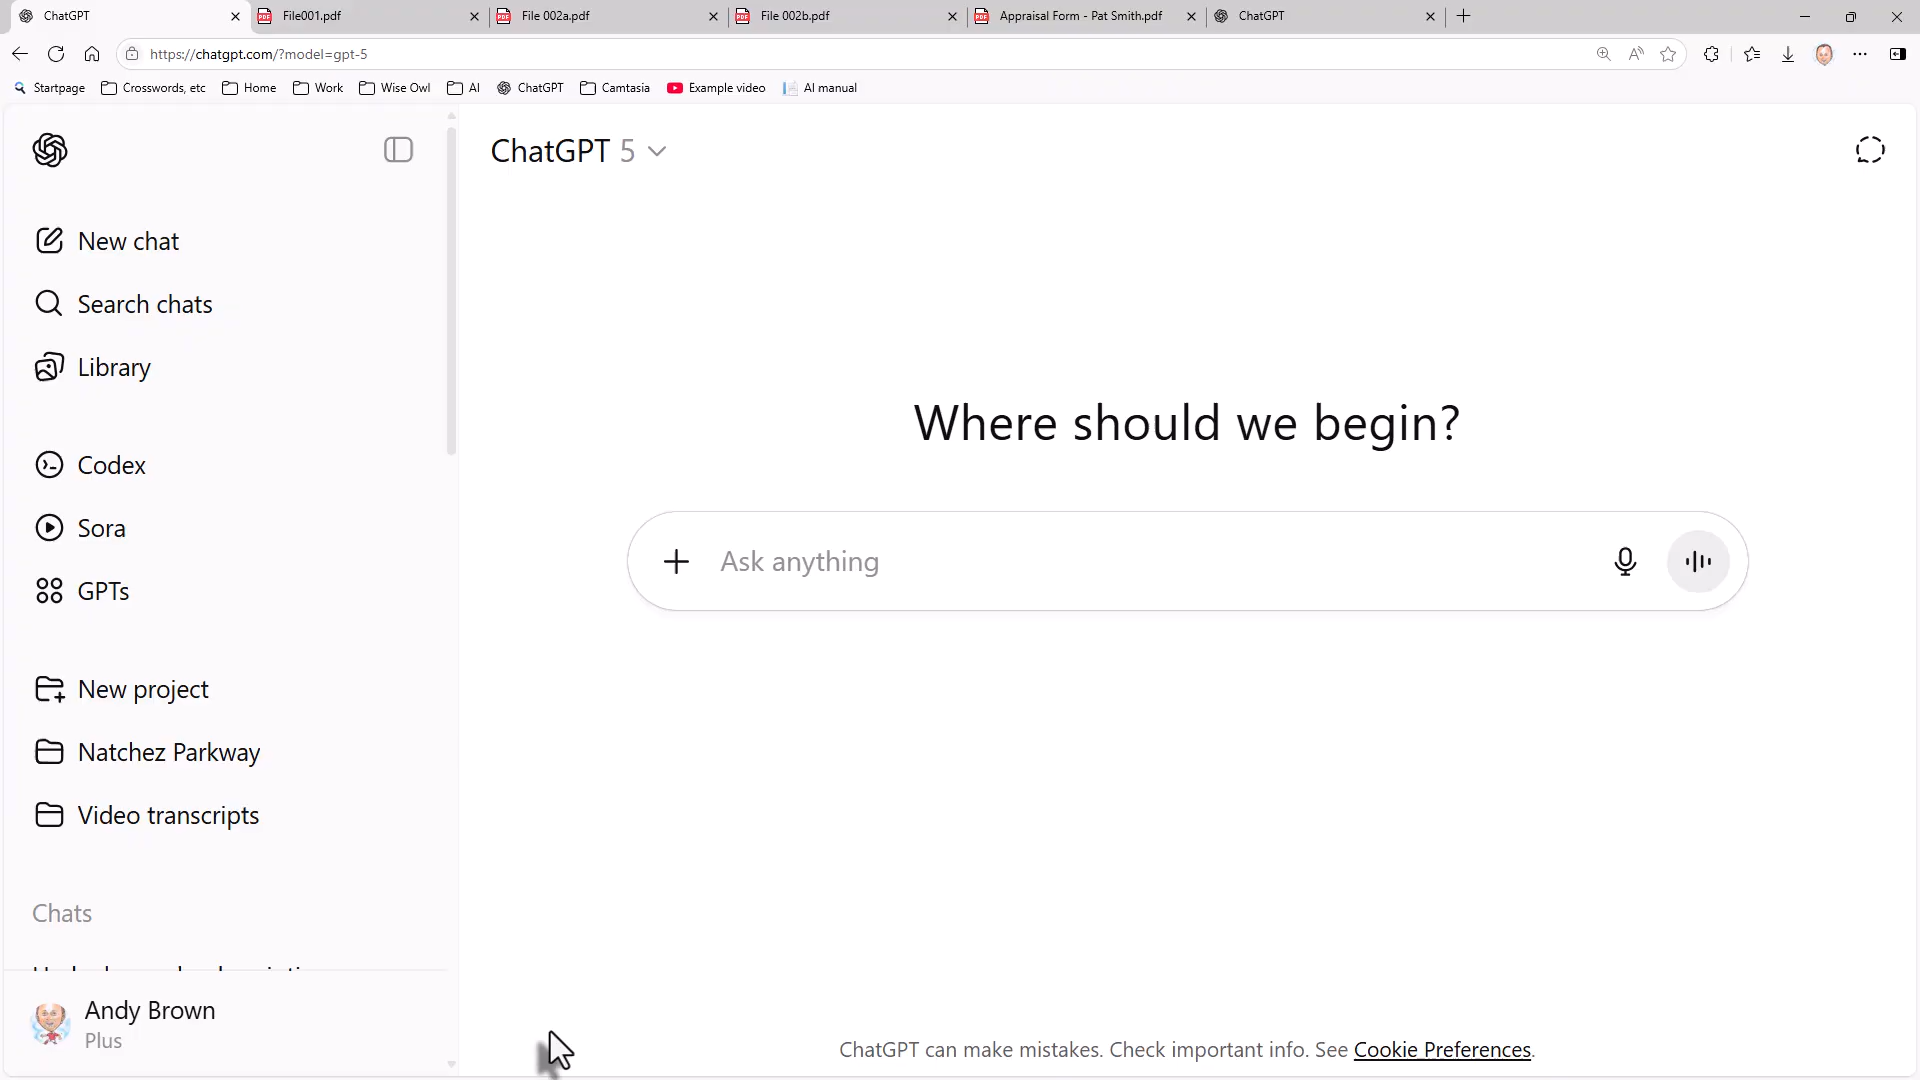 ChatGPT
File001.pdf
File 002a.pdf
File 002b.pdf
Appraisal Form - Pat Smith.pdf
ChatGPT
https://chatgpt.com/?model=gpt-5
Startpage
Crosswords, etc
Home
Work
Wise Owl
AI
ChatGPT
Camtasia
Example video
AI manual
ChatGPT 5
New chat
Search chats
Library
Codex
Sora
GPTs
New project
Natchez Parkway
Video transcripts
Chats
Andy Brown
Plus
Where should we begin?
Ask anything
ChatGPT can make mistakes. Check important info. See Cookie Preferences.